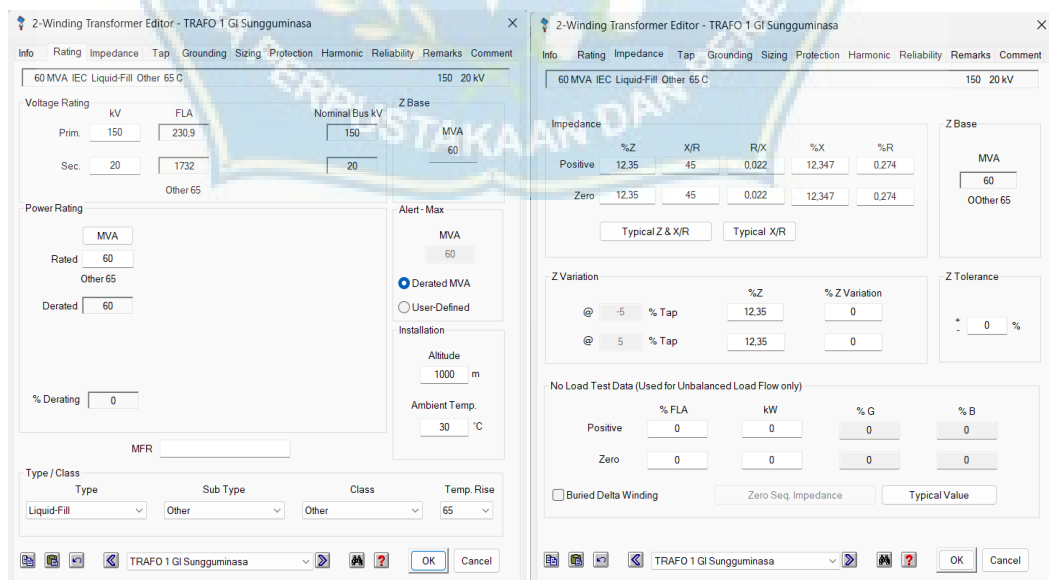 2-Winding Transformer Editor - TRAFO 1 GI Sungguminasa
Info Rating Impedance Tap Grounding Sizing Protection Harmonic Reliability Remarks Comment
60 MVA IEC Liquid-Fill Other 65 C 150 20 kV
Voltage Rating
Z Base
kV FLA Nominal Bus kV
MVA
Prim. 150 230,9 150
60
Sec. 20 1732 20
Other 65
Power Rating
Alert - Max
MVA
MVA
Rated 60
60
Other 65
Derated MVA
Derated 60
User-Defined
Installation
Altitude
1000 m
% Derating 0
Ambient Temp.
30 °C
MFR
Type / Class
Type Sub Type Class Temp. Rise
Liquid-Fill Other Other 65
TRAFO 1 GI Sungguminasa ? OK Cancel
2-Winding Transformer Editor - TRAFO 1 GI Sungguminasa
Info Rating Impedance Tap Grounding Sizing Protection Harmonic Reliability Remarks Comment
60 MVA IEC Liquid-Fill Other 65 C 150 20 kV
Impedance
Z Base
%Z X/R R/X %X %R
MVA
Positive 12,35 45 0,022 12,347 0,274
60
Zero 12,35 45 0,022 12,347 0,274
OOther 65
Typical Z & X/R Typical X/R
Z Variation
Z Tolerance
%Z % Z Variation
@ -5 % Tap 12,35 0
+ - 0 %
@ 5 % Tap 12,35 0
No Load Test Data (Used for Unbalanced Load Flow only)
% FLA kW % G % B
Positive 0 0 0 0
Zero 0 0 0 0
Buried Delta Winding Zero Seq. Impedance Typical Value
TRAFO 1 GI Sungguminasa ? OK Cancel
PERPUSTAKAAN DAN PEN